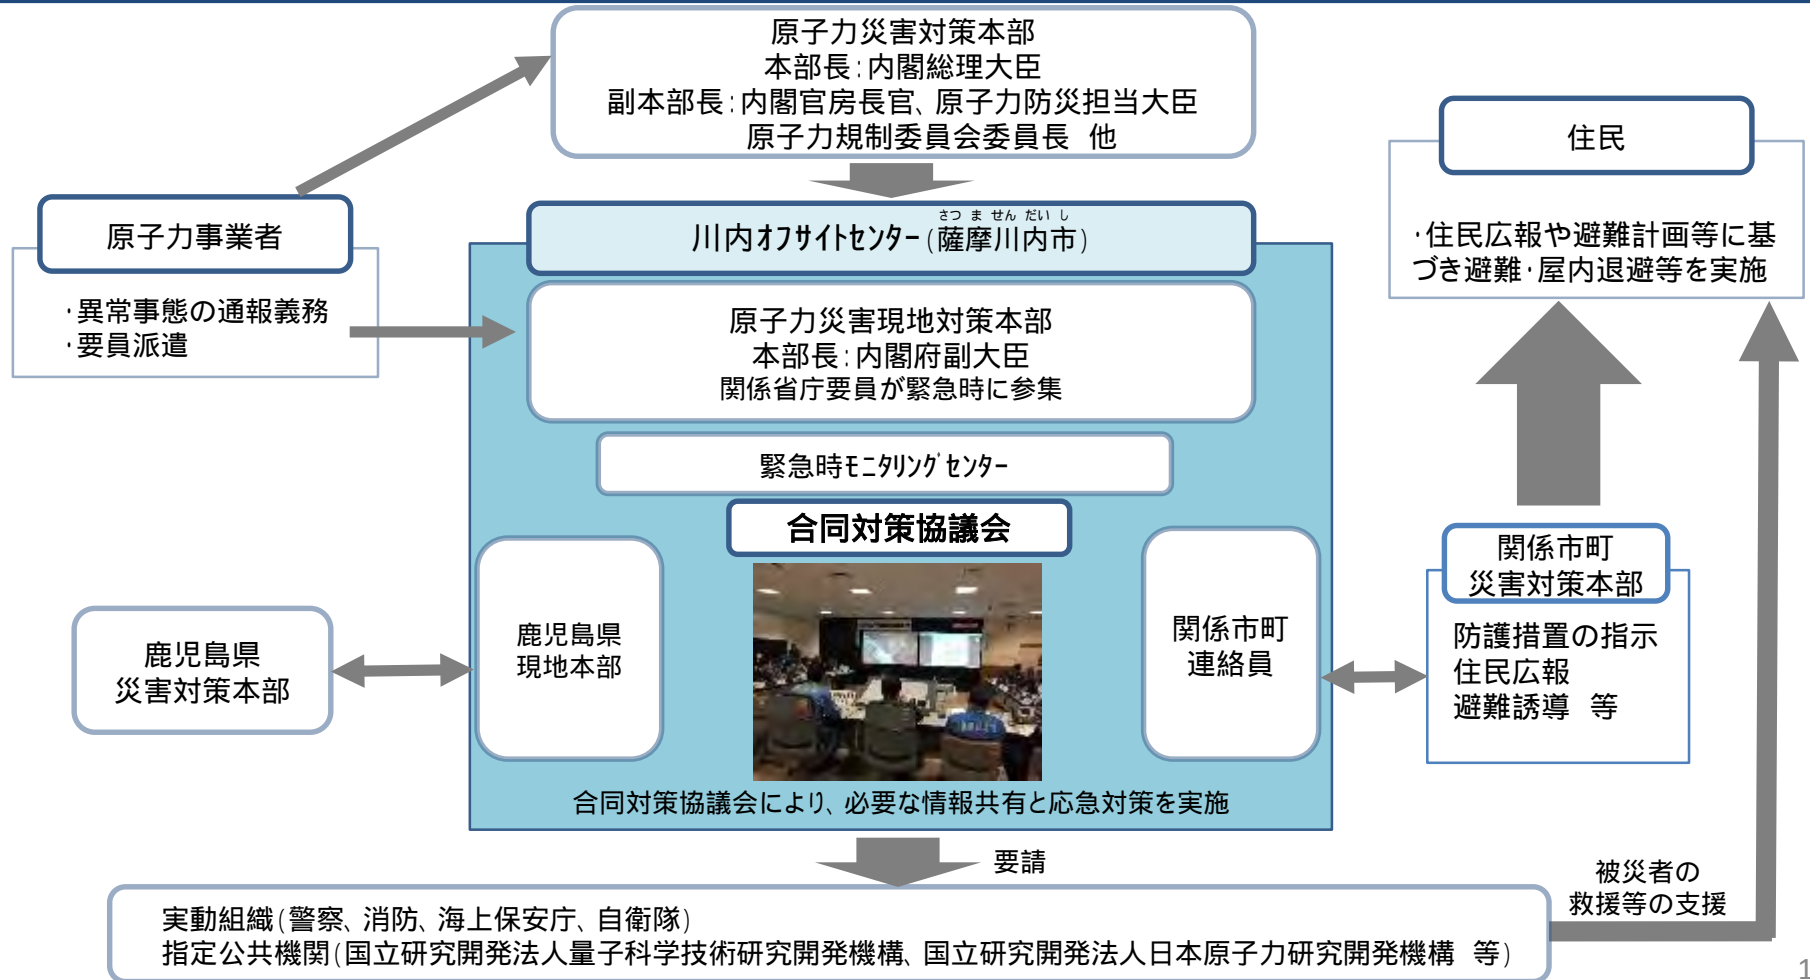 原子力災害対策本部
本部長:内閣総理大臣
副本部長:内閣官房長官、原子力防災担当大臣
原子力規制委員会委員長 他
原子力事業者
・異常事態の通報義務
・要員派遣
さつ ま せん だい し
川内オフサイトセンター(薩摩川内市)
原子力災害現地対策本部
本部長:内閣府副大臣
関係省庁要員が緊急時に参集
緊急時モニタリングセンター
合同対策協議会
鹿児島県
現地本部
関係市町
連絡員
合同対策協議会により、必要な情報共有と応急対策を実施
鹿児島県
災害対策本部
住民
・住民広報や避難計画等に基
づき避難・屋内退避等を実施
関係市町
災害対策本部
防護措置の指示
住民広報
避難誘導 等
要請
被災者の
救援等の支援
実動組織(警察、消防、海上保安庁、自衛隊)
指定公共機関(国立研究開発法人量子科学技術研究開発機構、国立研究開発法人日本原子力研究開発機構 等)
1